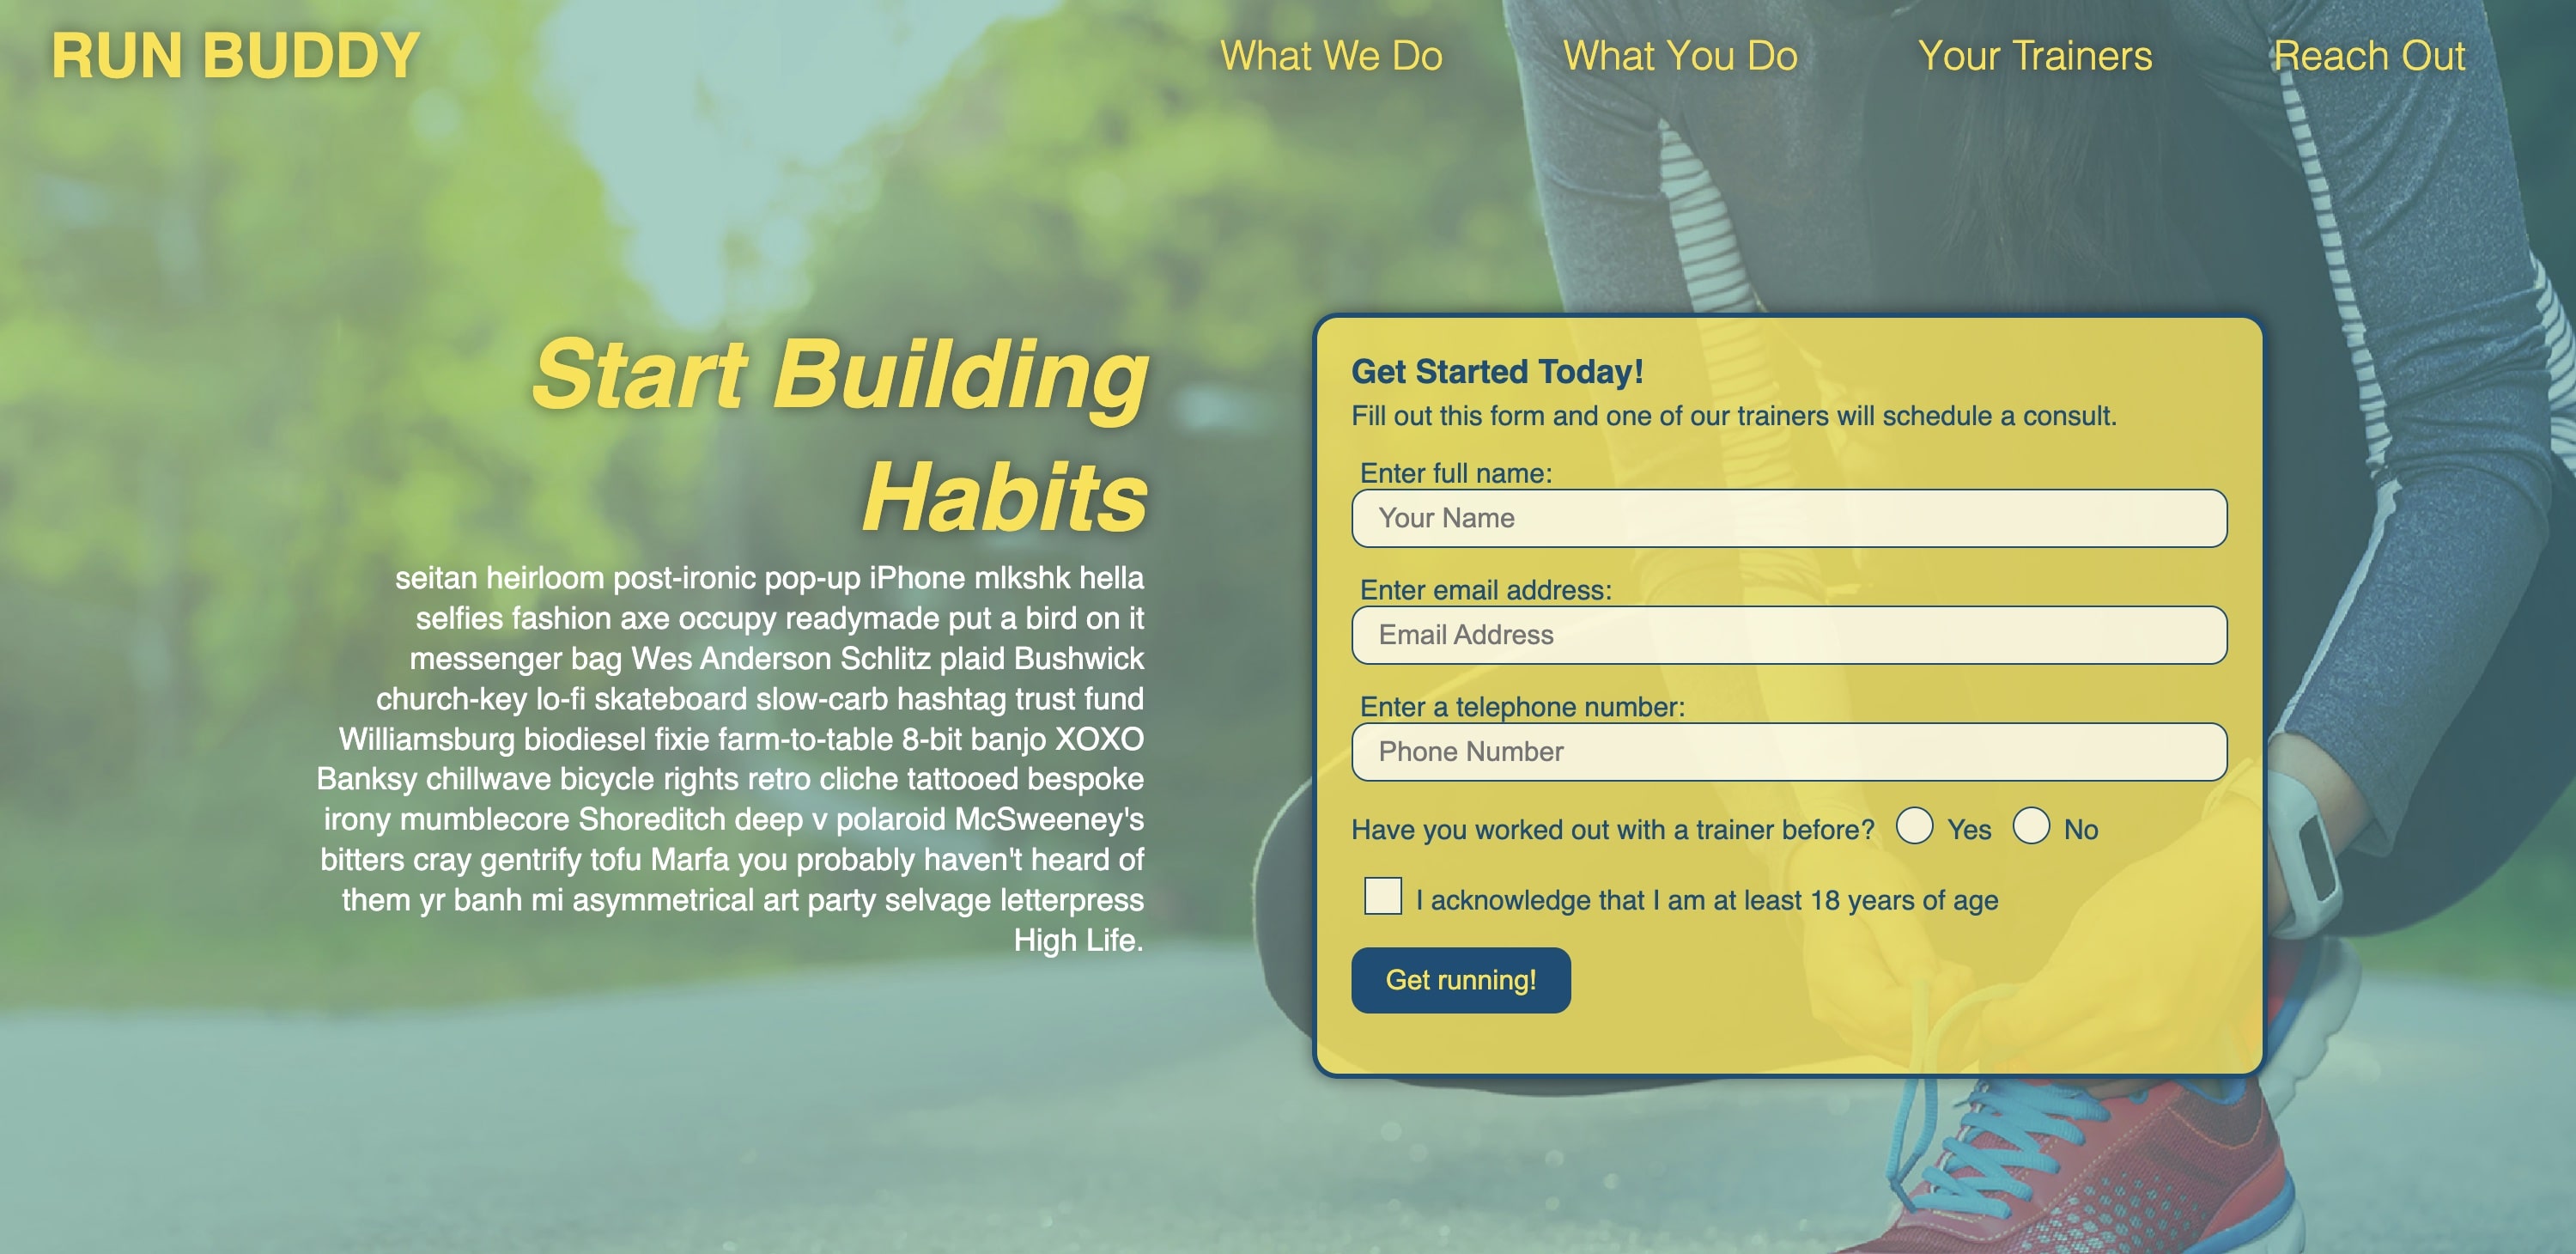 RUN BUDDY
What We Do
What You Do
Your Trainers
Reach Out
Start Building
Habits
seitan heirloom post-ironic pop-up iPhone mlkshk hella
selfies fashion axe occupy readymade put a bird on it
messenger bag Wes Anderson Schlitz plaid Bushwick
church-key lo-fi skateboard slow-carb hashtag trust fund
Williamsburg biodiesel fixie farm-to-table 8-bit banjo XOXO
Banksy chillwave bicycle rights retro cliche tattooed bespoke
irony mumblecore Shoreditch deep v polaroid McSweeney's
bitters cray gentrify tofu Marfa you probably haven't heard of
them yr banh mi asymmetrical art party selvage letterpress
High Life.
Get Started Today!
Fill out this form and one of our trainers will schedule a consult.
Enter full name:
Your Name
Enter email address:
Email Address
Enter a telephone number:
Phone Number
Have you worked out with a trainer before? Yes No
I acknowledge that I am at least 18 years of age
Get running!